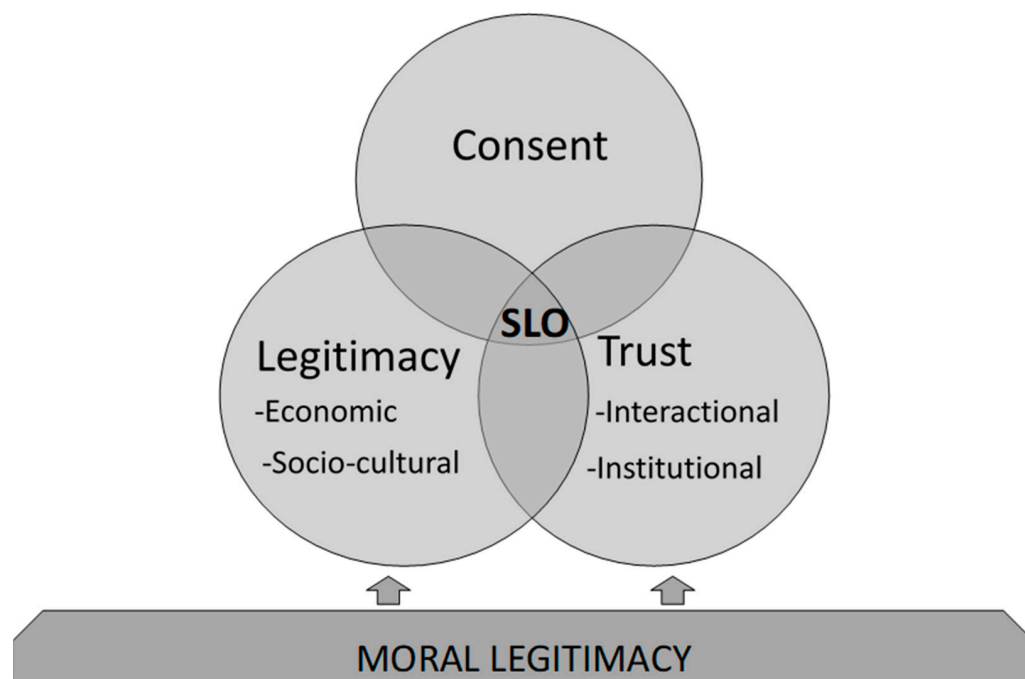 Consent
SLO
Legitimacy
-Economic
-Socio-cultural
Trust
-Interactional
-Institutional
MORAL LEGITIMACY